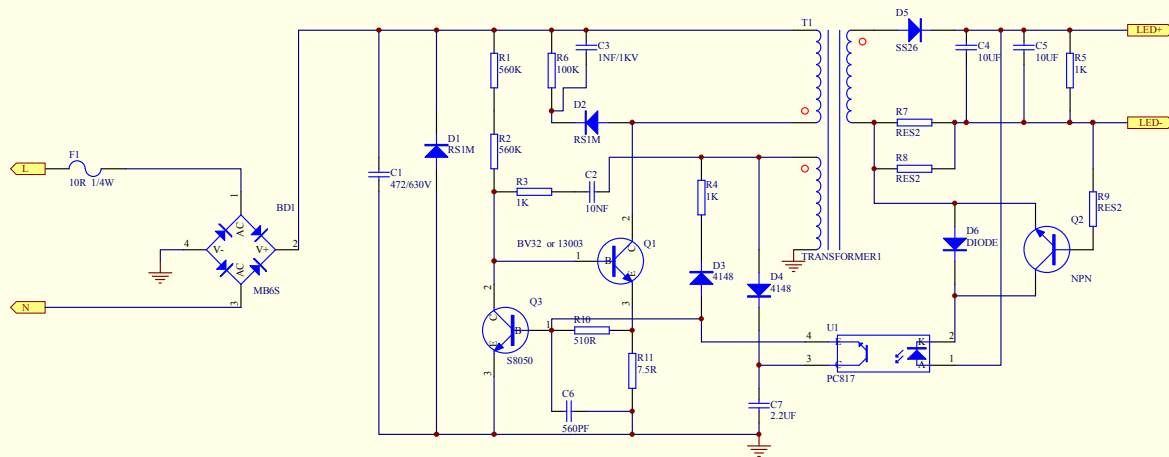 L
F1
10R 1/4W
N
BD1
1
AC
V-
V+
AC
4
2
3
MB6S
C1
472/630V
D1
RS1M
R1
560K
R2
560K
R6
100K
C3
1NF/1KV
D2
RS1M
R3
1K
C2
10NF
BV32 or 13003
Q1
2
C
1
B
E
3
Q3
2
C
1
B
E
3
S8050
R10
510R
R11
7.5R
C6
560PF
R4
1K
D3
4148
D4
4148
C7
2.2UF
T1
TRANSFORMER1
D5
SS26
C4
10UF
C5
10UF
R5
1K
LED+
LED-
R7
RES2
R8
RES2
R9
RES2
Q2
NPN
D6
DIODE
U1
4
E
K
2
3
C
A
1
PC817